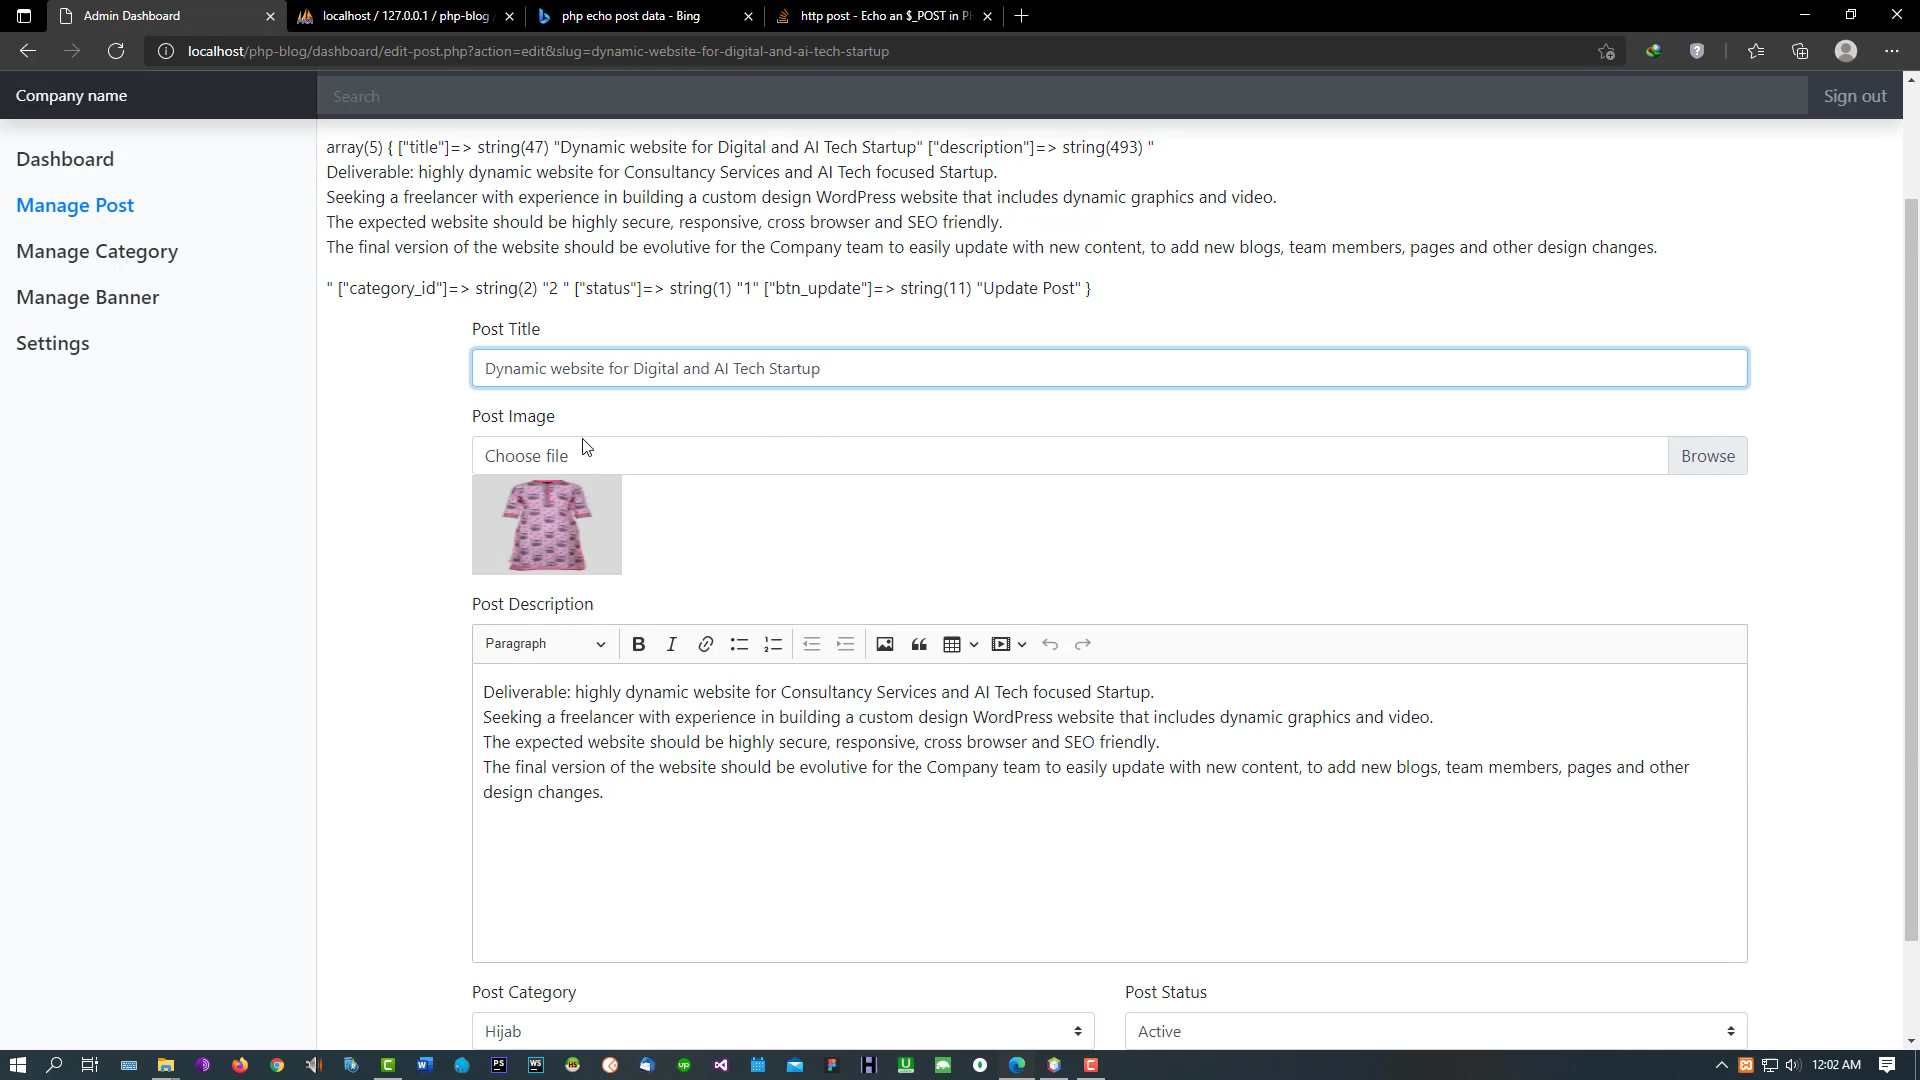 Admin Dashboard
localhost / 127.0.0.1 / php-blog
php echo post data - Bing
http post - Echo an $_POST in P
localhost/php-blog/dashboard/edit-post.php?action=edit&slug=dynamic-website-for-digital-and-ai-tech-startup
Company name
Search
Sign out
Dashboard
Manage Post
Manage Category
Manage Banner
Settings
array(5) { ["title"]=> string(47) "Dynamic website for Digital and AI Tech Startup" ["description"]=> string(493) "
Deliverable: highly dynamic website for Consultancy Services and AI Tech focused Startup.
Seeking a freelancer with experience in building a custom design WordPress website that includes dynamic graphics and video.
The expected website should be highly secure, responsive, cross browser and SEO friendly.
The final version of the website should be evolutive for the Company team to easily update with new content, to add new blogs, team members, pages and other design changes.
" ["category_id"]=> string(2) "2 " ["status"]=> string(1) "1" ["btn_update"]=> string(11) "Update Post" }
Post Title
Dynamic website for Digital and AI Tech Startup
Post Image
Choose file
Browse
Post Description
Paragraph
Deliverable: highly dynamic website for Consultancy Services and AI Tech focused Startup.
Seeking a freelancer with experience in building a custom design WordPress website that includes dynamic graphics and video.
The expected website should be highly secure, responsive, cross browser and SEO friendly.
The final version of the website should be evolutive for the Company team to easily update with new content, to add new blogs, team members, pages and other
design changes.
Post Category
Post Status
Hijab
Active
12:02 AM